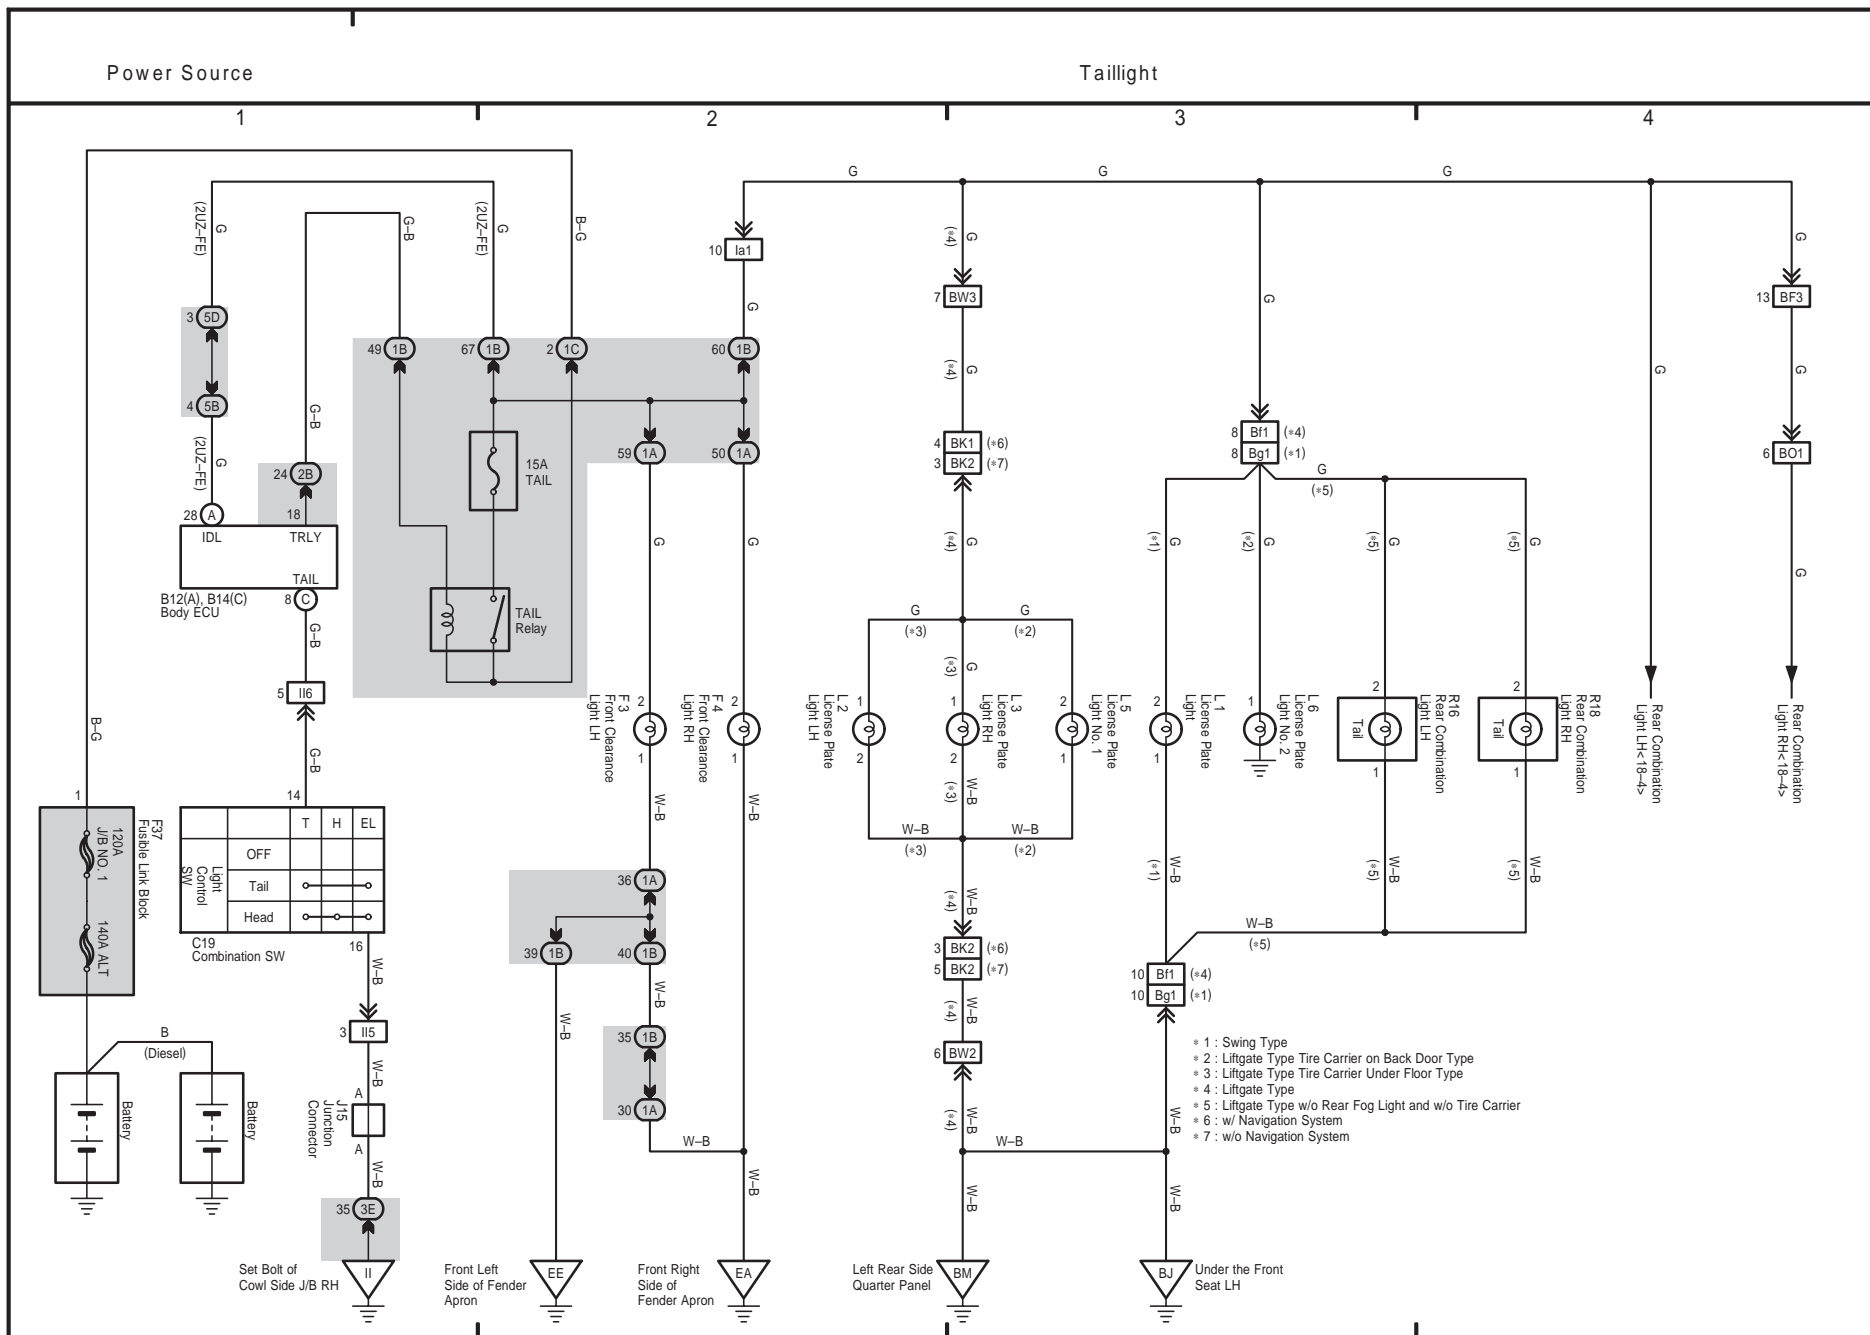 Power Source
Taillight
1
2
3
4
G
G
G
(2UZ–FE)
G
G–B
(2UZ–FE)
G
B–G
10
Ia1
G
(∗4)
G
G
G
7
BW3
13
BF3
3
5D
4
5B
49
1B
67
1B
2
1C
60
1B
(∗4)
G
G
G
(2UZ–FE)
G
G–B
24
2B
18
28
A
IDL
TRLY
TAIL
B12(A), B14(C)
Body ECU
8
C
G–B
5
II6
G–B
15A
TAIL
59
1A
50
1A
TAIL
Relay
4
BK1
(∗6)
3
BK2
(∗7)
8
Bf1
(∗4)
8
Bg1
(∗1)
G
(∗5)
6
BO1
G
G
(∗4)
G
(∗1)
G
(∗2)
G
(∗5)
G
(∗5)
G
G
G
(∗3)
G
(∗2)
(∗3)
G
2
F 3
Front Clearance
Light LH
1
2
F 4
Front Clearance
Light RH
1
1
L 2
License Plate
Light LH
2
1
L 3
License Plate
Light RH
2
2
L 5
License Plate
Light No. 1
1
2
L 1
License Plate
Light
1
1
L 6
License Plate
Light No. 2
2
Tail
R16
Rear Combination
Light LH
1
2
Tail
R18
Rear Combination
Light RH
1
Rear Combination
Light LH<18–4>
Rear Combination
Light RH<18–4>
B–G
1
120A
J/B NO. 1
140A ALT
F37
Fusible Link Block
14
T
H
EL
OFF
Tail
Head
Light
Control
SW
C19
Combination SW
16
W–B
W–B
W–B
(∗3)
W–B
W–B
(∗3)
W–B
(∗2)
(∗1)
W–B
(∗5)
W–B
(∗5)
W–B
W–B
(∗5)
36
1A
39
1B
40
1B
(∗4)
W–B
3
BK2
(∗6)
5
BK2
(∗7)
10
Bf1
(∗4)
10
Bg1
(∗1)
3
II5
W–B
W–B
W–B
(∗4)
W–B
35
1B
30
1A
6
BW2
B
(Diesel)
Battery
Battery
A
J15
Junction
Connector
A
W–B
35
3E
W–B
W–B
(∗4)
W–B
W–B
W–B
W–B
W–B
∗ 1 : Swing Type
∗ 2 : Liftgate Type Tire Carrier on Back Door Type
∗ 3 : Liftgate Type Tire Carrier Under Floor Type
∗ 4 : Liftgate Type
∗ 5 : Liftgate Type w/o Rear Fog Light and w/o Tire Carrier
∗ 6 : w/ Navigation System
∗ 7 : w/o Navigation System
Set Bolt of
Cowl Side J/B RH
II
Front Left
Side of Fender
Apron
EE
Front Right
Side of
Fender Apron
EA
Left Rear Side
Quarter Panel
BM
BJ
Under the Front
Seat LH